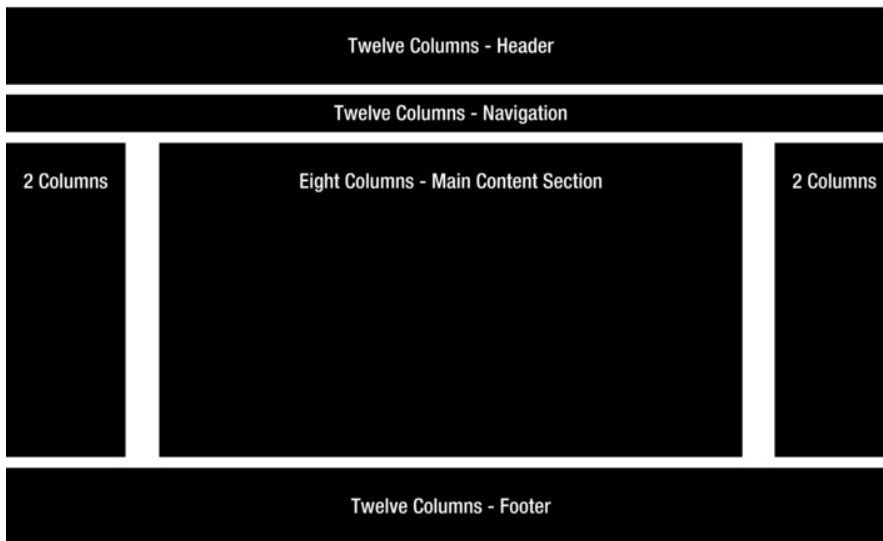 Twelve Columns - Header
Twelve Columns - Navigation
2 Columns
Eight Columns - Main Content Section
2 Columns
Twelve Columns - Footer